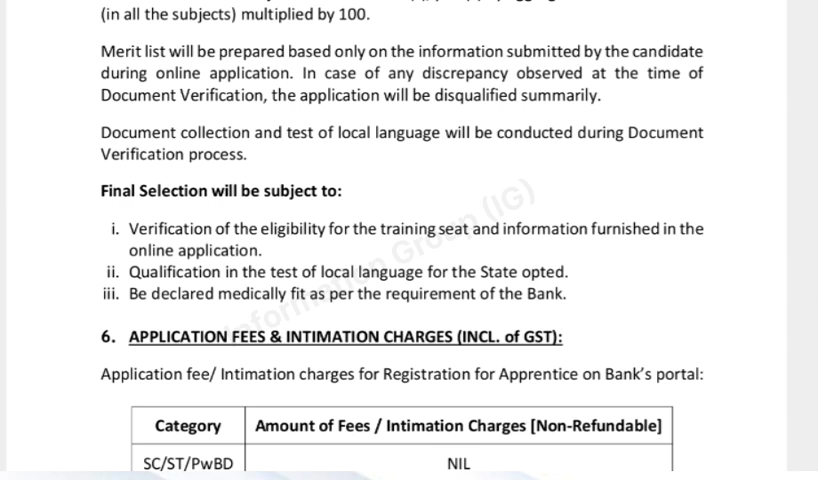 (in all the subjects) multiplied by 100.
Merit list will be prepared based only on the information submitted by the candidate
during online application. In case of any discrepancy observed at the time of
Document Verification, the application will be disqualified summarily.
Document collection and test of local language will be conducted during Document
Verification process.
Final Selection will be subject to:
i. Verification of the eligibility for the training seat and information furnished in the
online application.
ii. Qualification in the test of local language for the State opted.
iii. Be declared medically fit as per the requirement of the Bank.
Information Group (IG)
6. APPLICATION FEES & INTIMATION CHARGES (INCL. of GST):
Application fee/ Intimation charges for Registration for Apprentice on Bank's portal:
Category Amount of Fees / Intimation Charges [Non-Refundable]
SC/ST/PwBD NIL